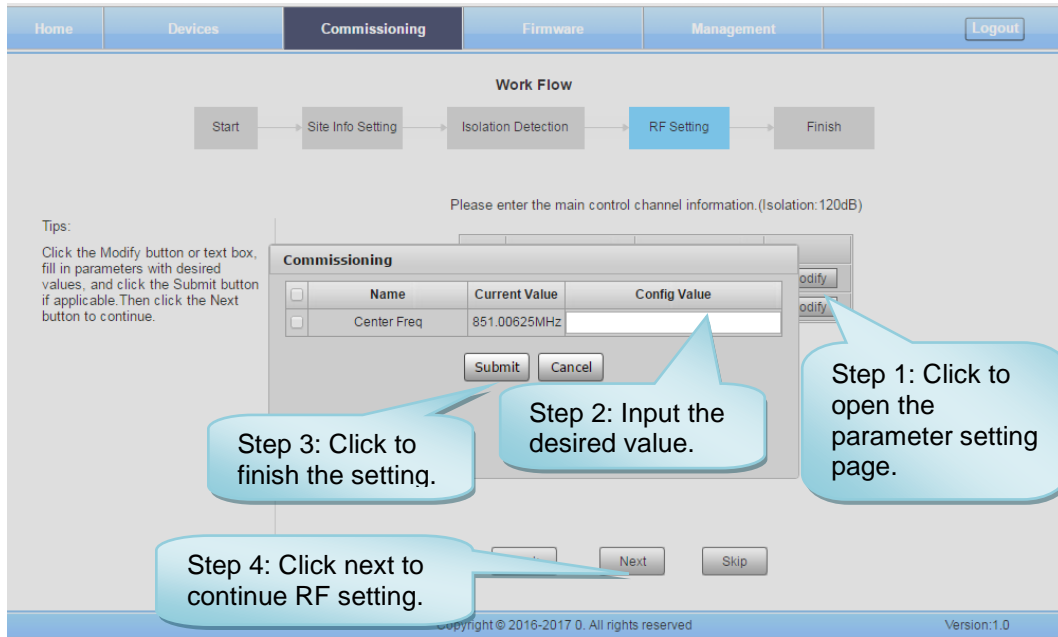 Home Devices Commissioning Firmware Management Logout
Work Flow
Start Site Info Setting Isolation Detection RF Setting Finish
Please enter the main control channel information.(Isolation:120dB)
Tips:
Click the Modify button or text box,
fill in parameters with desired
values, and click the Submit button
if applicable.Then click the Next
button to continue.
Commissioning
Name Current Value Config Value
Center Freq 851.00625MHz
odify
odify
Submit Cancel
Step 1: Click to
open the
parameter setting
page.
Step 2: Input the
desired value.
Step 3: Click to
finish the setting.
Step 4: Click next to
continue RF setting.
Next Skip
Copyright © 2016-2017 0. All rights reserved Version:1.0